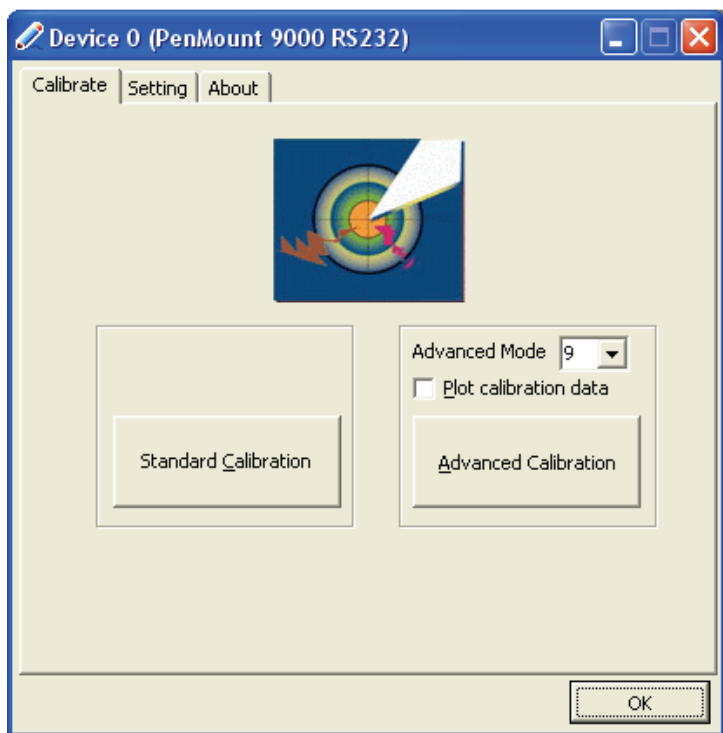 Device 0 (PenMount 9000 RS232)
Calibrate Setting About
Advanced Mode 9
Plot calibration data
Standard Calibration
Advanced Calibration
OK